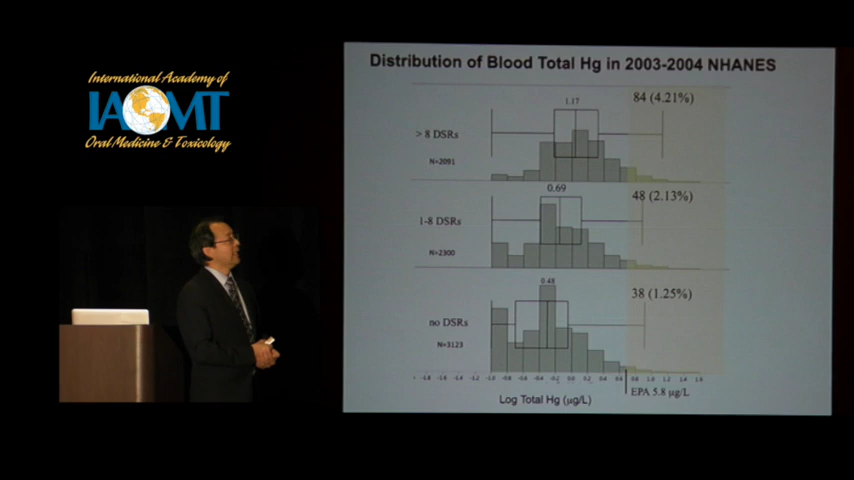 International Academy of
IAOMT
Oral Medicine & Toxicology
Distribution of Blood Total Hg in 2003-2004 NHANES
84 (4.21%)
1.17
> 8 DSRs
N=2091
48 (2.13%)
0.69
1-8 DSRs
N=2300
38 (1.25%)
0.48
no DSRs
N=3123
-1.8 -1.6 -1.4 -1.2 -1.0 -0.8 -0.6 -0.4 -0.2 0.0 0.2 0.4 0.6 0.8 1.0 1.2 1.4 1.6
EPA 5.8 µg/L
Log Total Hg (µg/L)